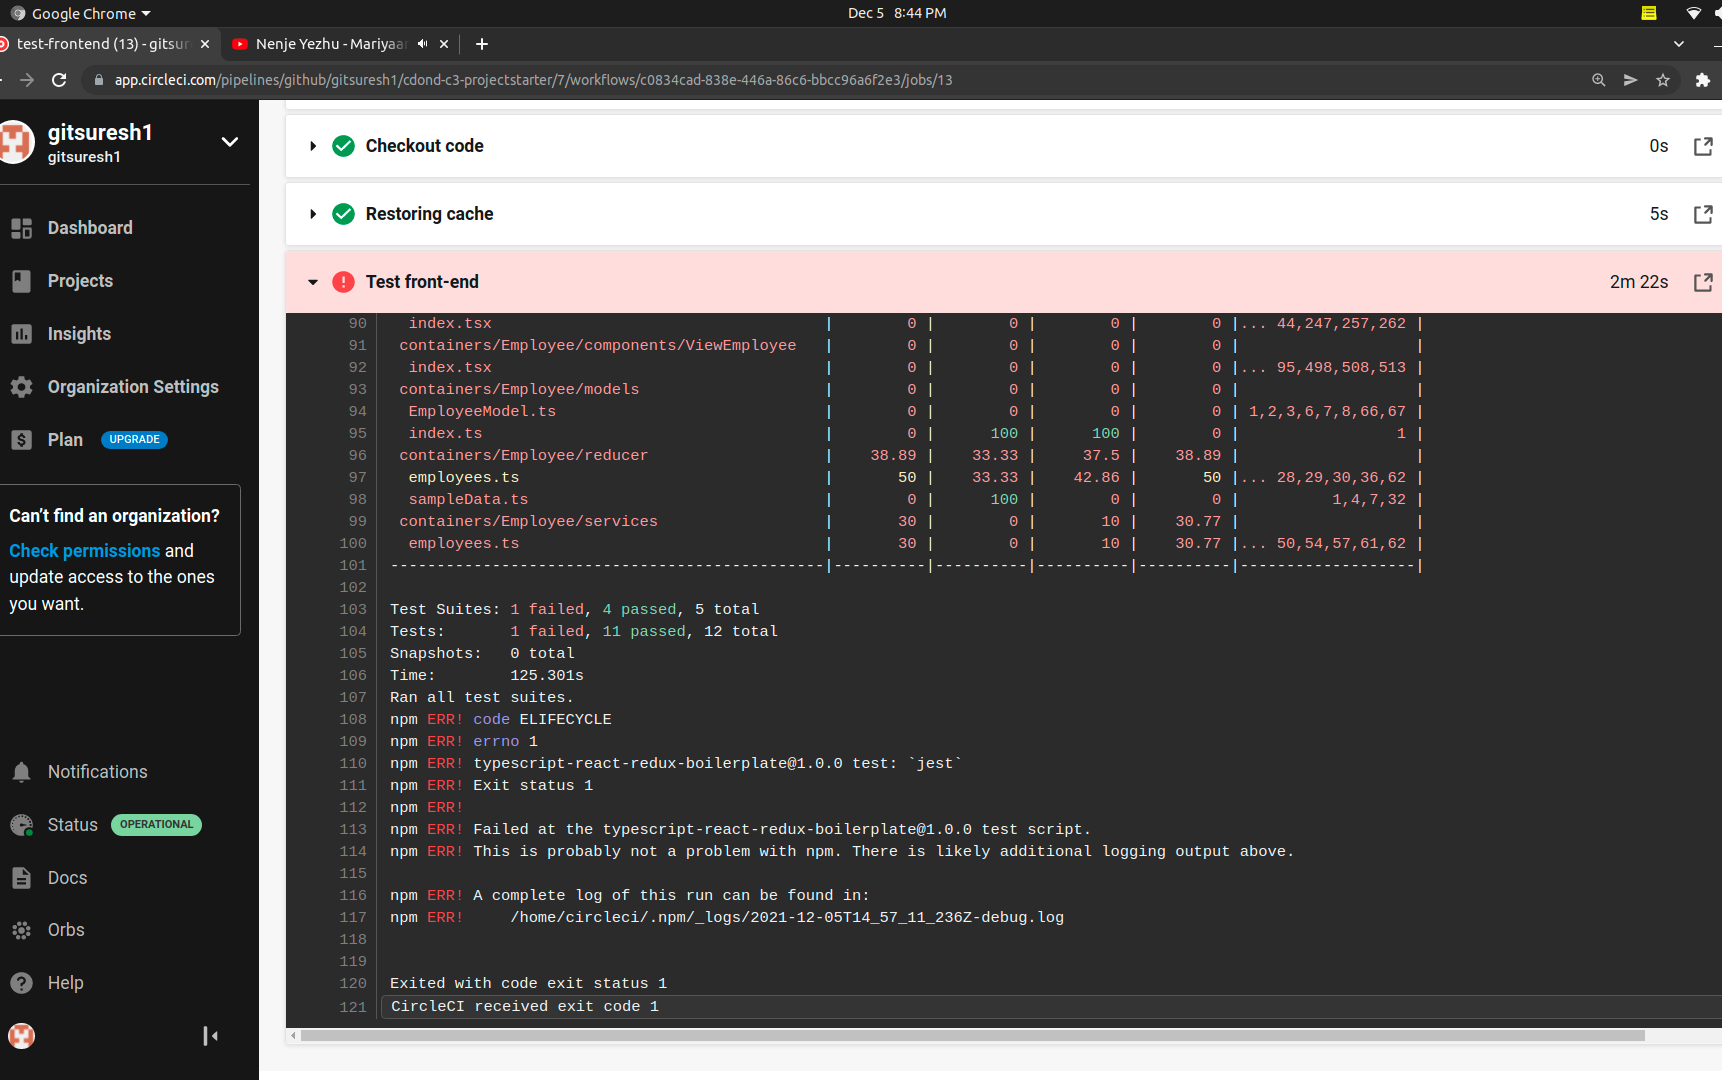 Google Chrome
Dec 5 8:44 PM
test-frontend (13) - gitsur
Nenje Yezhu - Mariyaan
app.circleci.com/pipelines/github/gitsuresh1/cdond-c3-projectstarter/7/workflows/c0834cad-838e-446a-86c6-bbcc96a6f2e3/jobs/13
gitsuresh1
gitsuresh1
Dashboard
Projects
Insights
Organization Settings
Plan UPGRADE
Can't find an organization?
Check permissions and
update access to the ones
you want.
Notifications
Status OPERATIONAL
Docs
Orbs
Help
Checkout code 0s
Restoring cache 5s
Test front-end 2m 22s
90 index.tsx | 0 | 0 | 0 | 0 |... 44,247,257,262 |
91 containers/Employee/components/ViewEmployee | 0 | 0 | 0 | 0 | |
92 index.tsx | 0 | 0 | 0 | 0 |... 95,498,508,513 |
93 containers/Employee/models | 0 | 0 | 0 | 0 | |
94 EmployeeModel.ts | 0 | 0 | 0 | 0 | 1,2,3,6,7,8,66,67 |
95 index.ts | 0 | 100 | 100 | 0 | 1 |
96 containers/Employee/reducer | 38.89 | 33.33 | 37.5 | 38.89 | |
97 employees.ts | 50 | 33.33 | 42.86 | 50 |... 28,29,30,36,62 |
98 sampleData.ts | 0 | 100 | 0 | 0 | 1,4,7,32 |
99 containers/Employee/services | 30 | 0 | 10 | 30.77 | |
100 employees.ts | 30 | 0 | 10 | 30.77 |... 50,54,57,61,62 |
101 -----------------------------------------------|----------|----------|----------|----------|-------------------|
102
103 Test Suites: 1 failed, 4 passed, 5 total
104 Tests: 1 failed, 11 passed, 12 total
105 Snapshots: 0 total
106 Time: 125.301s
107 Ran all test suites.
108 npm ERR! code ELIFECYCLE
109 npm ERR! errno 1
110 npm ERR! typescript-react-redux-boilerplate@1.0.0 test: `jest`
111 npm ERR! Exit status 1
112 npm ERR!
113 npm ERR! Failed at the typescript-react-redux-boilerplate@1.0.0 test script.
114 npm ERR! This is probably not a problem with npm. There is likely additional logging output above.
115
116 npm ERR! A complete log of this run can be found in:
117 npm ERR! /home/circleci/.npm/_logs/2021-12-05T14_57_11_236Z-debug.log
118
119
120 Exited with code exit status 1
121 CircleCI received exit code 1